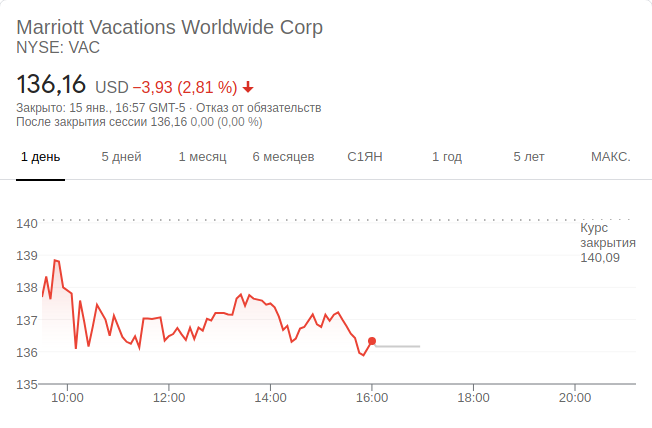 Marriott Vacations Worldwide Corp
NYSE: VAC
136,16 USD −3,93 (2,81 %)
Закрыто: 15 янв., 16:57 GMT-5 · Отказ от обязательств
После закрытия сессии 136,16 0,00 (0,00 %)
1 день 5 дней 1 месяц 6 месяцев С1ЯН 1 год 5 лет МАКС.
140
Курс
закрытия
140,09
139
138
137
136
135
10:00 12:00 14:00 16:00 18:00 20:00